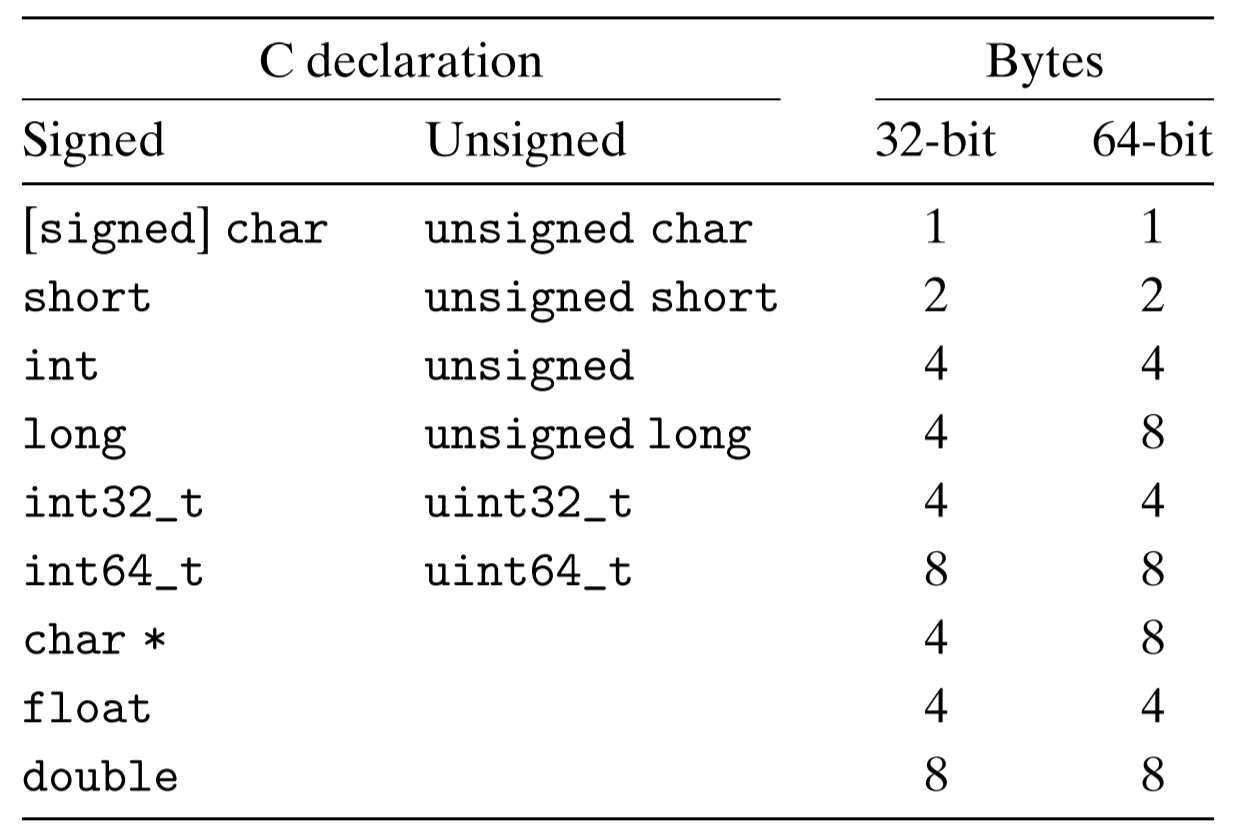 C declaration Bytes
Signed Unsigned 32-bit 64-bit
[signed] char unsigned char 1 1
short unsigned short 2 2
int unsigned 4 4
long unsigned long 4 8
int32_t uint32_t 4 4
int64_t uint64_t 8 8
char * 4 8
float 4 4
double 8 8